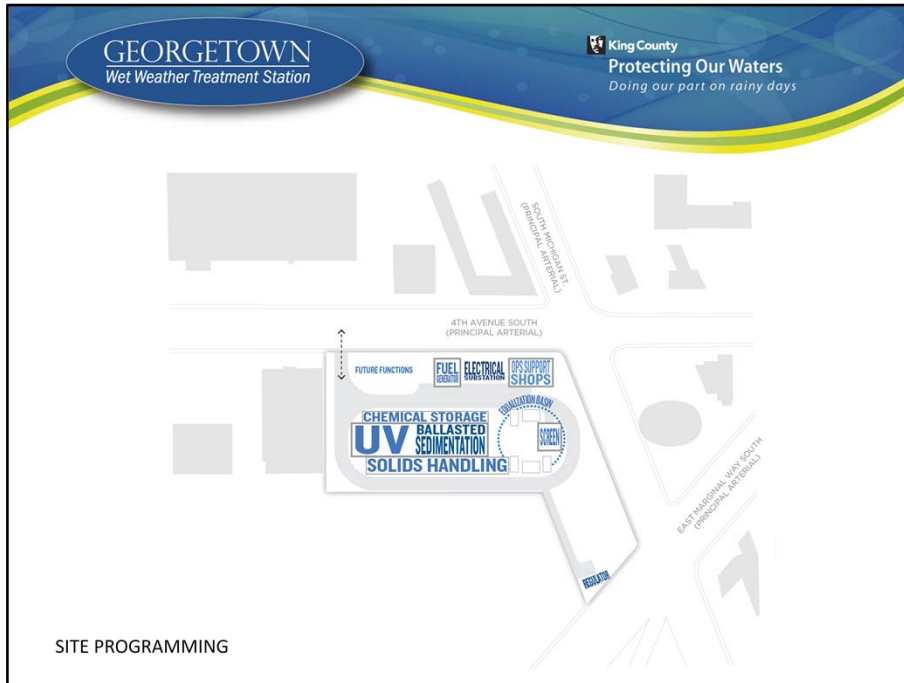 GEORGETOWN
Wet Weather Treatment Station
King County
Protecting Our Waters
Doing our part on rainy days
SOUTH MICHIGAN ST.
(PRINCIPAL ARTERIAL)
4TH AVENUE SOUTH
(PRINCIPAL ARTERIAL)
FUTURE FUNCTIONS
FUEL
GENERATOR
ELECTRICAL
SUBSTATION
OPS SUPPORT
SHOPS
EQUALIZATION BASIN
CHEMICAL STORAGE
UV
BALLASTED
SEDIMENTATION
SCREEN
SOLIDS HANDLING
EAST MARGINAL WAY SOUTH
(PRINCIPAL ARTERIAL)
REGULATOR
SITE PROGRAMMING